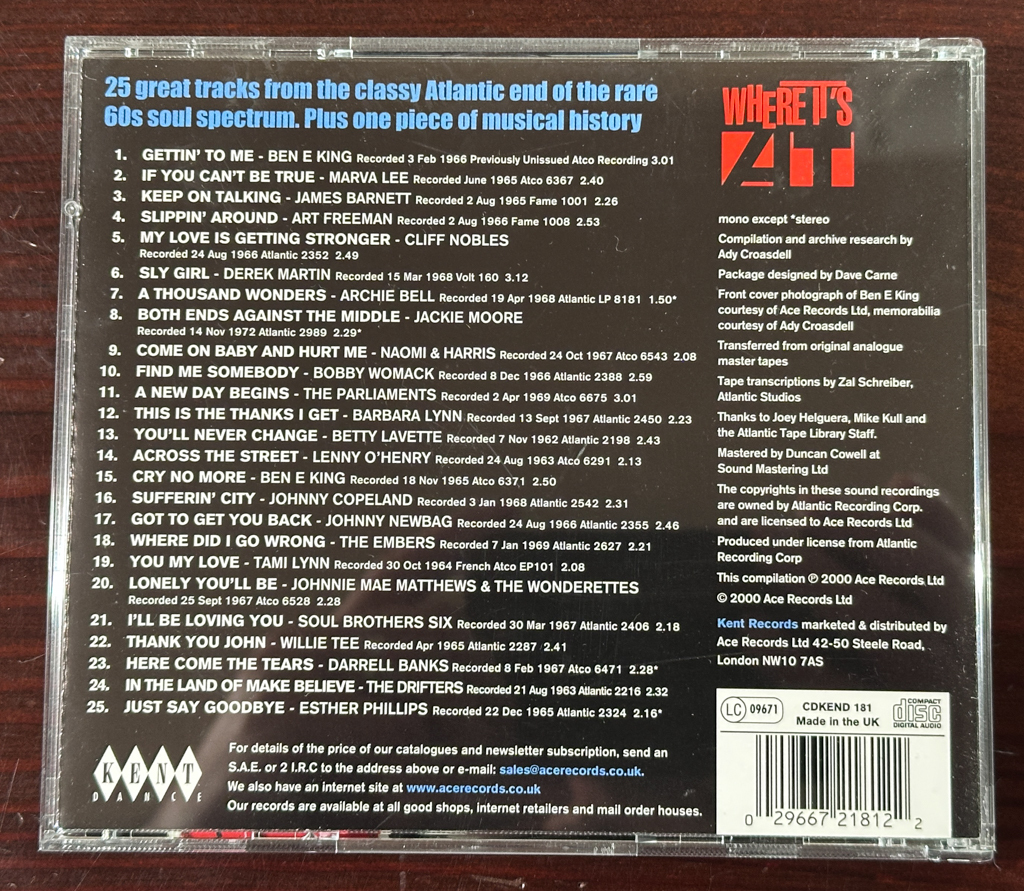 25 great tracks from the classy Atlantic end of the rare
60s soul spectrum. Plus one piece of musical history
1. GETTIN' TO ME - BEN E KING Recorded 3 Feb 1966 Previously Unissued Atco Recording 3.01
2. IF YOU CAN'T BE TRUE - MARVA LEE Recorded June 1965 Atco 6367 2.40
3. KEEP ON TALKING - JAMES BARNETT Recorded 2 Aug 1965 Fame 1001 2.26
4. SLIPPIN' AROUND - ART FREEMAN Recorded 2 Aug 1966 Fame 1008 2.53
5. MY LOVE IS GETTING STRONGER - CLIFF NOBLES
Recorded 24 Aug 1966 Atlantic 2352 2.49
6. SLY GIRL - DEREK MARTIN Recorded 15 Mar 1968 Volt 160 3.12
7. A THOUSAND WONDERS - ARCHIE BELL Recorded 19 Apr 1968 Atlantic LP 8181 1.50*
8. BOTH ENDS AGAINST THE MIDDLE - JACKIE MOORE
Recorded 14 Nov 1972 Atlantic 2989 2.29*
9. COME ON BABY AND HURT ME - NAOMI & HARRIS Recorded 24 Oct 1967 Atco 6543 2.08
10. FIND ME SOMEBODY - BOBBY WOMACK Recorded 8 Dec 1966 Atlantic 2388 2.59
11. A NEW DAY BEGINS - THE PARLIAMENTS Recorded 2 Apr 1969 Atco 6675 3.01
12. THIS IS THE THANKS I GET - BARBARA LYNN Recorded 13 Sept 1967 Atlantic 2450 2.23
13. YOU'LL NEVER CHANGE - BETTY LAVETTE Recorded 7 Nov 1962 Atlantic 2198 2.43
14. ACROSS THE STREET - LENNY O'HENRY Recorded 24 Aug 1963 Atco 6291 2.13
15. CRY NO MORE - BEN E KING Recorded 18 Nov 1965 Atco 6371 2.50
16. SUFFERIN' CITY - JOHNNY COPELAND Recorded 3 Jan 1968 Atlantic 2542 2.31
17. GOT TO GET YOU BACK - JOHNNY NEWBAG Recorded 24 Aug 1966 Atlantic 2355 2.46
18. WHERE DID I GO WRONG - THE EMBERS Recorded 7 Jan 1969 Atlantic 2627 2.21
19. YOU MY LOVE - TAMI LYNN Recorded 30 Oct 1964 French Atco EP101 2.08
20. LONELY YOU'LL BE - JOHNNIE MAE MATTHEWS & THE WONDERETTES
Recorded 25 Sept 1967 Atco 6528 2.28
21. I'LL BE LOVING YOU - SOUL BROTHERS SIX Recorded 30 Mar 1967 Atlantic 2406 2.18
22. THANK YOU JOHN - WILLIE TEE Recorded Apr 1965 Atlantic 2287 2.41
23. HERE COME THE TEARS - DARRELL BANKS Recorded 8 Feb 1967 Atco 6471 2.28*
24. IN THE LAND OF MAKE BELIEVE - THE DRIFTERS Recorded 21 Aug 1963 Atlantic 2216 2.32
25. JUST SAY GOODBYE - ESTHER PHILLIPS Recorded 22 Dec 1965 Atlantic 2324 2.16*
KENT
DANCE
For details of the price of our catalogues and newsletter subscription, send an
S.A.E. or 2 I.R.C to the address above or e-mail: sales@acerecords.co.uk.
We also have an internet site at www.acerecords.co.uk
Our records are available at all good shops, internet retailers and mail order houses.
WHERE IT'S
AT
mono except *stereo
Compilation and archive research by
Ady Croasdell
Package designed by Dave Carne
Front cover photograph of Ben E King
courtesy of Ace Records Ltd, memorabilia
courtesy of Ady Croasdell
Transferred from original analogue
master tapes
Tape transcriptions by Zal Schreiber,
Atlantic Studios
Thanks to Joey Helguera, Mike Kull and
the Atlantic Tape Library Staff.
Mastered by Duncan Cowell at
Sound Mastering Ltd
The copyrights in these sound recordings
are owned by Atlantic Recording Corp.
and are licensed to Ace Records Ltd
Produced under license from Atlantic
Recording Corp
This compilation ℗ 2000 Ace Records Ltd
© 2000 Ace Records Ltd
Kent Records marketed & distributed by
Ace Records Ltd 42-50 Steele Road,
London NW10 7AS
LC 09671
CDKEND 181
Made in the UK
COMPACT
disc
DIGITAL AUDIO
0 29667 21812 2